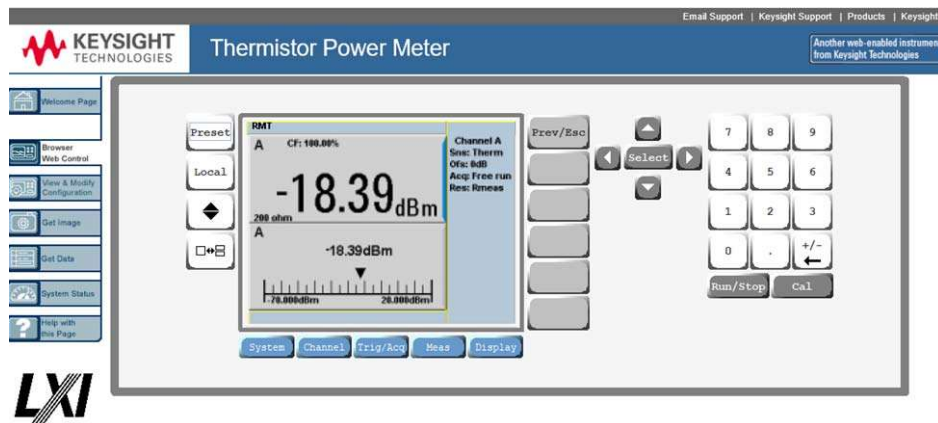 Email Support | Keysight Support | Products | Keysight
KEYSIGHT
TECHNOLOGIES
Thermistor Power Meter
Another web-enabled instrumen
from Keysight Technologies
Welcome Page
Browser
Web Control
View & Modify
Configuration
Get Image
Get Data
System Status
Help with
this Page
LXI
Preset
Local
RMT
A CF: 100.00%
-18.39dBm
200 ohm
A
-18.39dBm
-70.000dBm 20.000dBm
Channel A
Sns: Therm
Ofs: 0dB
Acq: Free run
Res: Rmeas
System Channel Trig/Acq Meas Display
Prev/Esc
Select
7 8 9
4 5 6
1 2 3
0 . +/-
Run/Stop Cal